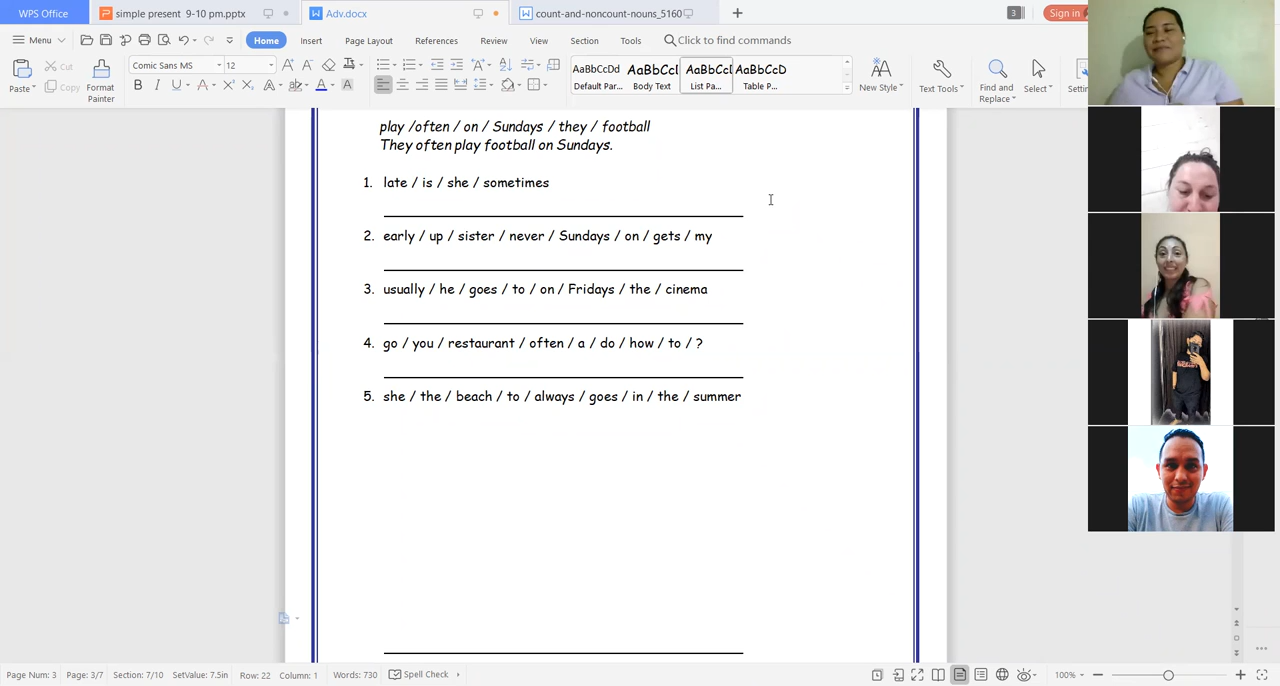 WPS Office
simple present 9-10 pm.pptx
Adv.docx
count-and-noncount-nouns_5160
3
Sign in
Menu
Home
Insert
Page Layout
References
Review
View
Section
Tools
Click to find commands
Paste
Cut
Copy
Format
Painter
Comic Sans MS
12
AaBbCcDd
Default Par...
AaBbCcI
Body Text
AaBbCcI
List Pa...
AaBbCcD
Table P...
New Style
Text Tools
Find and
Replace
Select
play /often / on / Sundays / they / football
They often play football on Sundays.
1. late / is / she / sometimes
2. early / up / sister / never / Sundays / on / gets / my
3. usually / he / goes / to / on / Fridays / the / cinema
4. go / you / restaurant / often / a / do / how / to / ?
5. she / the / beach / to / always / goes / in / the / summer
Page Num: 3
Page: 3/7
Section: 7/10
SetValue: 7.5in
Row: 22
Column: 1
Words: 730
Spell Check
100%